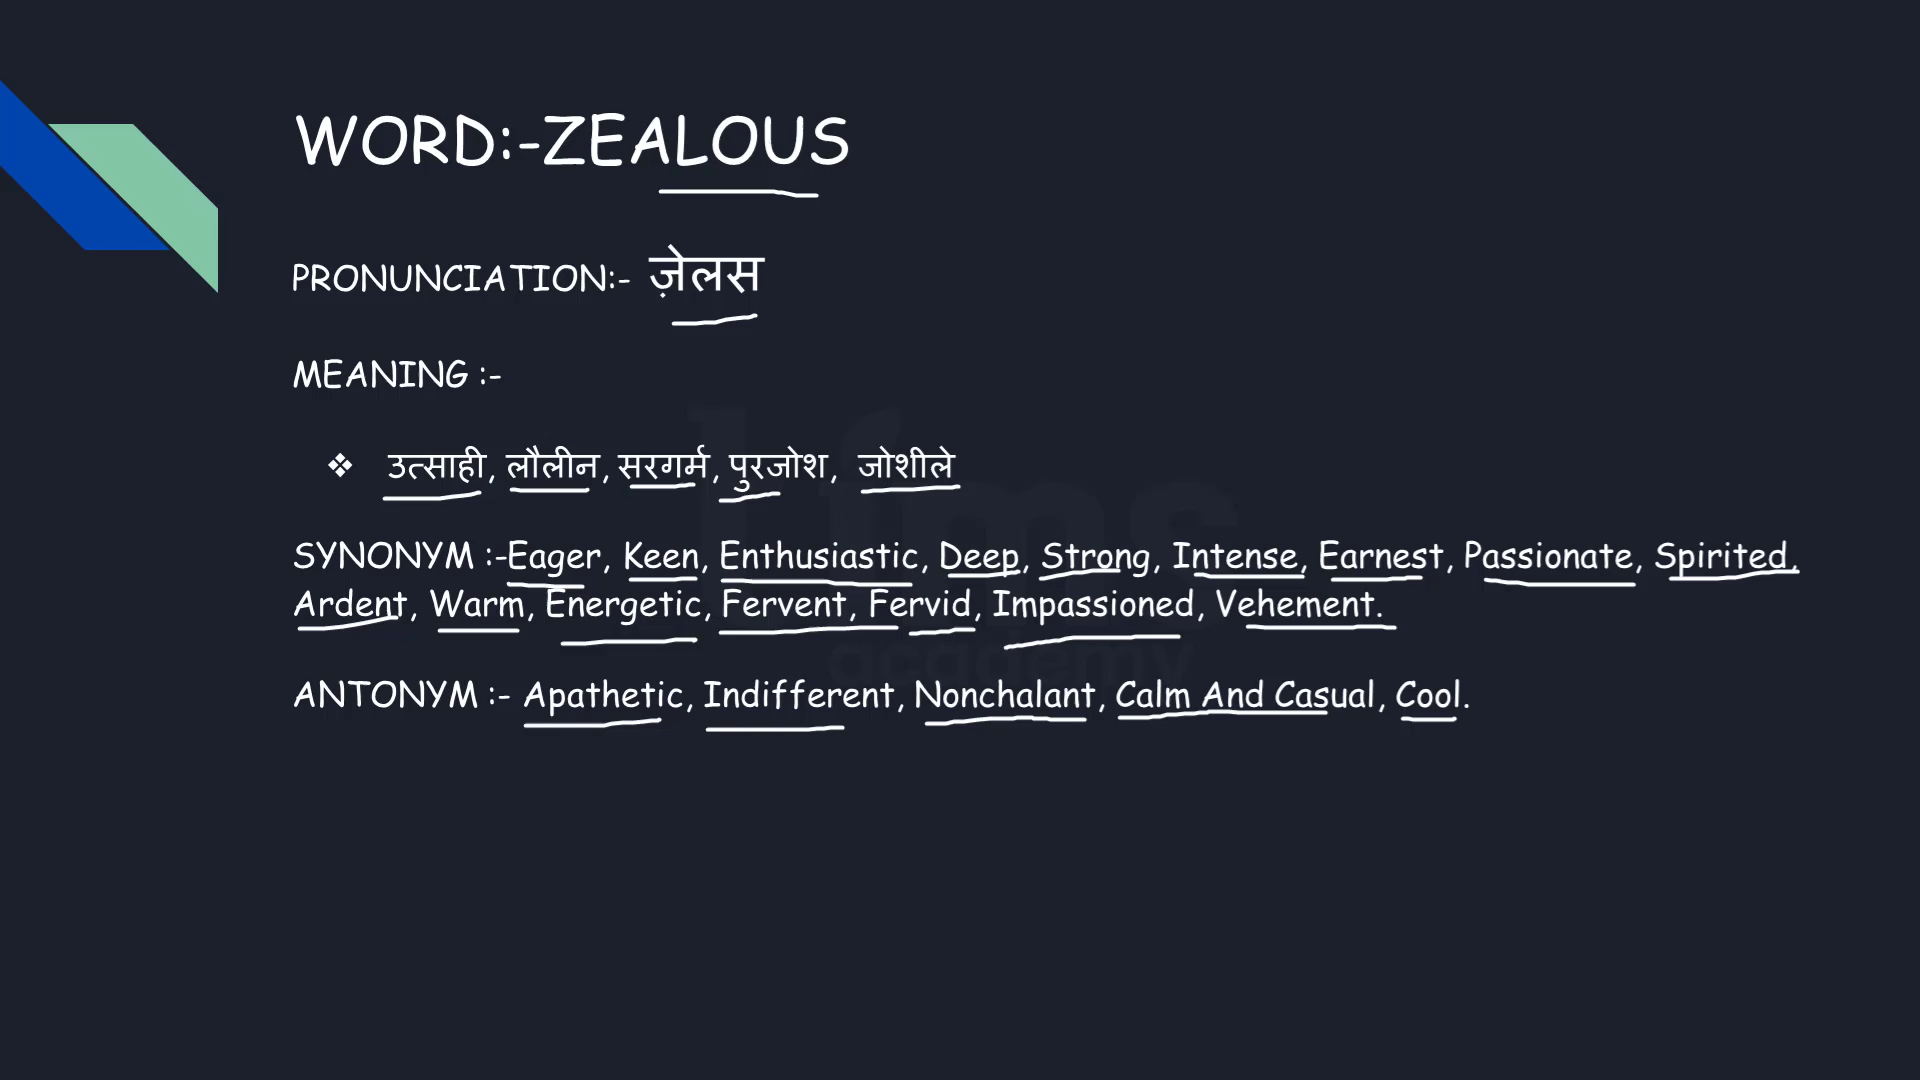 WORD:-ZEALOUS
PRONUNCIATION:- ज़ेलस
MEANING :-
❖ उत्साही, लौलीन, सरगर्म, पुरजोश, जोशीले
SYNONYM :-Eager, Keen, Enthusiastic, Deep, Strong, Intense, Earnest, Passionate, Spirited,
Ardent, Warm, Energetic, Fervent, Fervid, Impassioned, Vehement.
ANTONYM :- Apathetic, Indifferent, Nonchalant, Calm And Casual, Cool.
academy